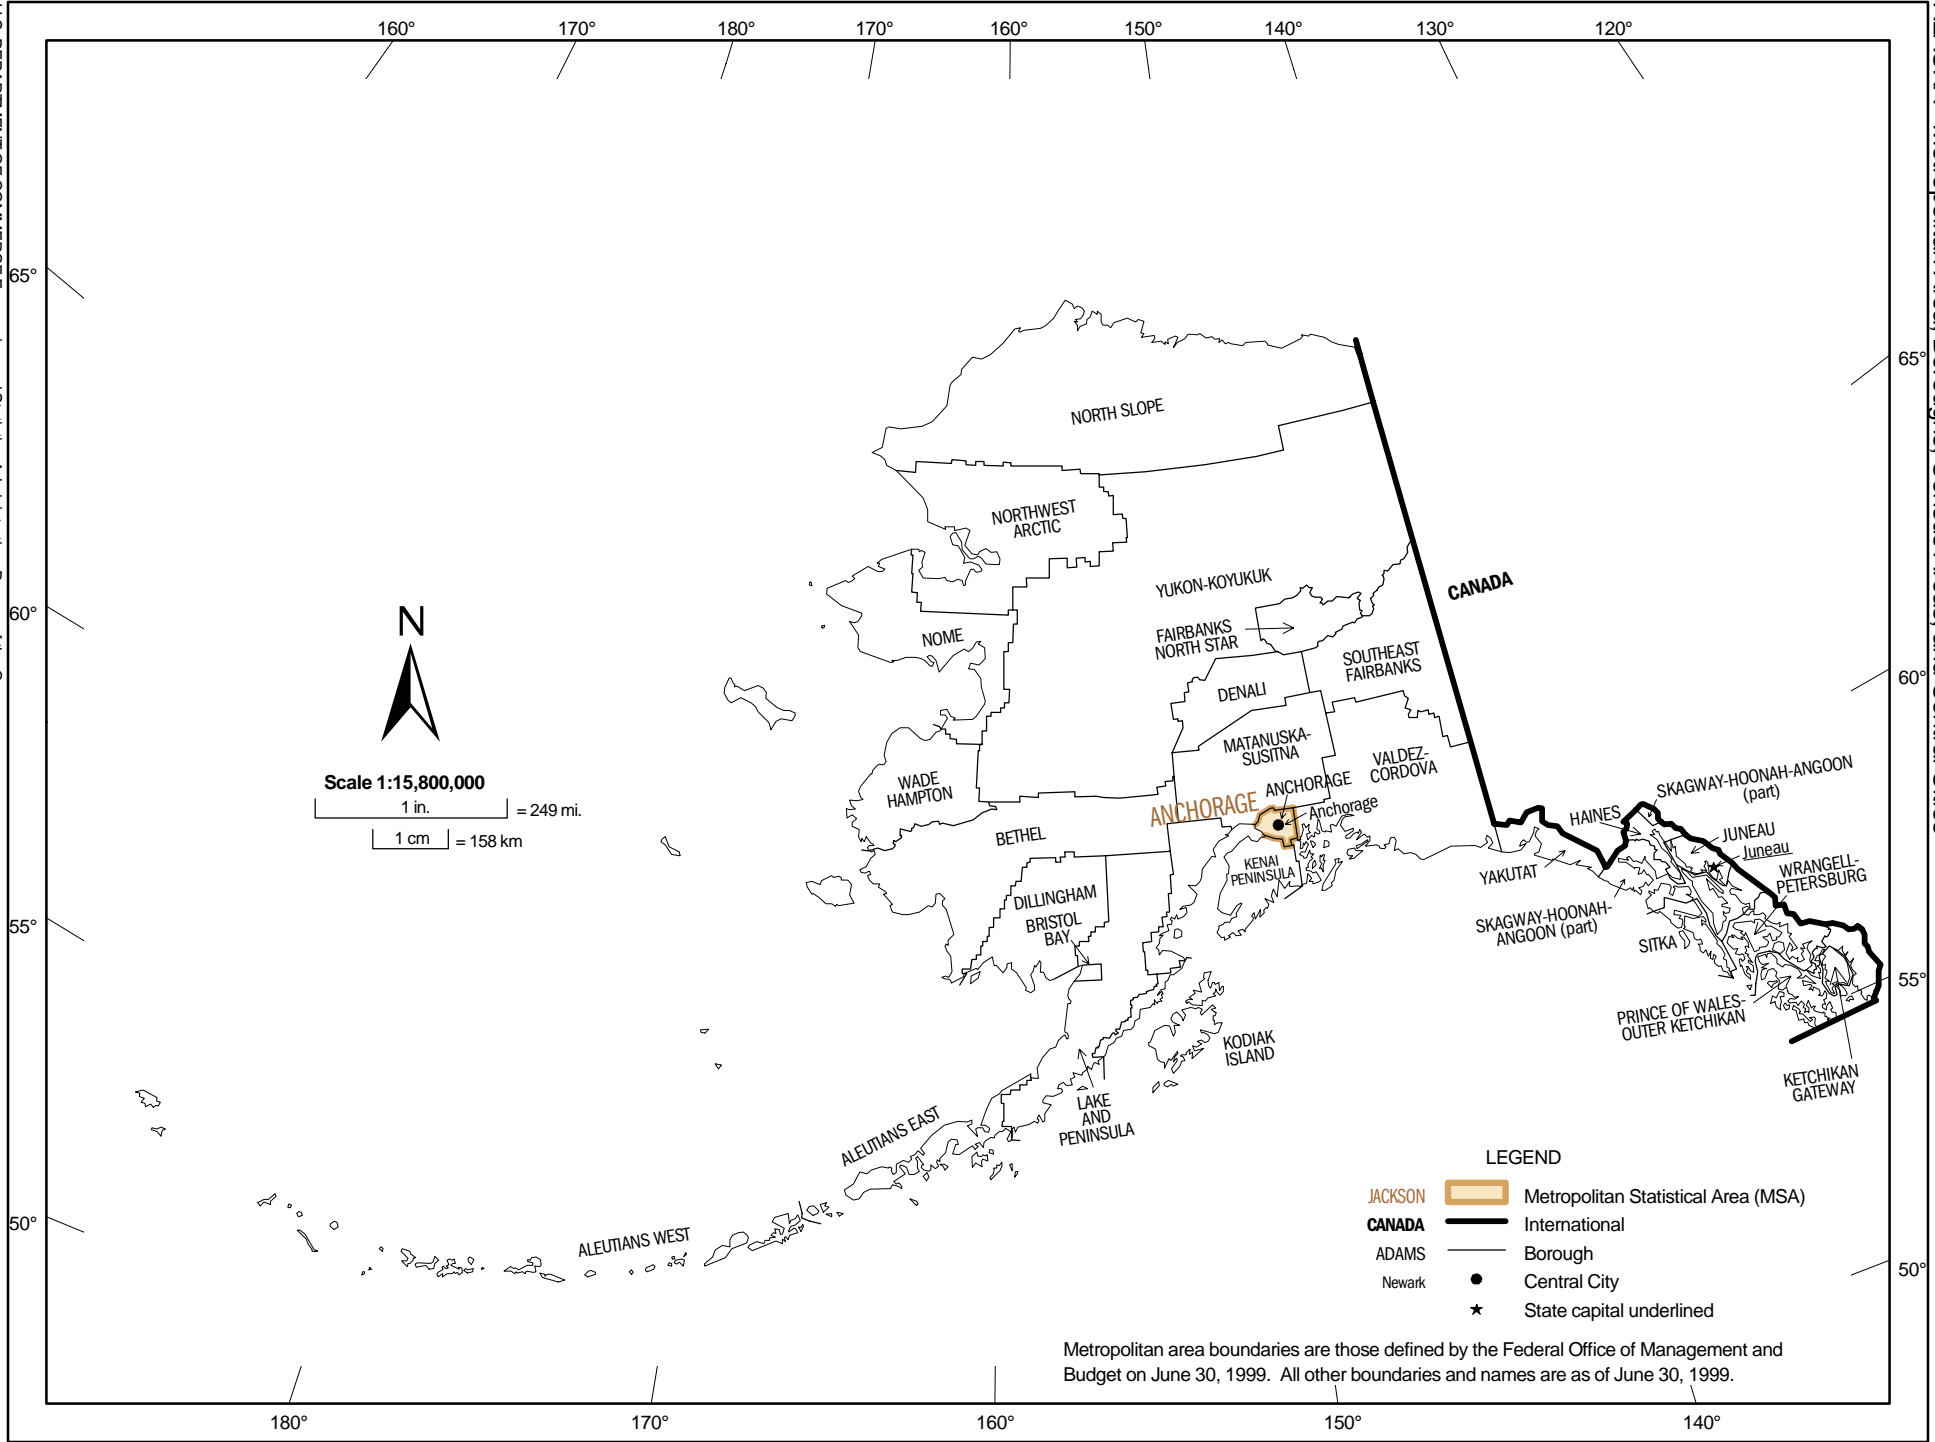 160°
170°
180°
170°
160°
150°
140°
130°
120°
65°
65°
60°
60°
55°
55°
50°
50°
NORTH SLOPE
NORTHWEST
ARCTIC
YUKON-KOYUKUK
CANADA
NOME
FAIRBANKS
NORTH STAR
SOUTHEAST
FAIRBANKS
DENALI
MATANUSKA-
SUSITNA
VALDEZ-
CORDOVA
WADE
HAMPTON
ANCHORAGE
ANCHORAGE
Anchorage
BETHEL
KENAI
PENINSULA
DILLINGHAM
BRISTOL
BAY
SKAGWAY-HOONAH-ANGOON
(part)
HAINES
JUNEAU
Juneau
WRANGELL-
PETERSBURG
YAKUTAT
SKAGWAY-HOONAH-
ANGOON (part)
SITKA
PRINCE OF WALES-
OUTER KETCHIKAN
KETCHIKAN
GATEWAY
KODIAK
ISLAND
LAKE
AND
PENINSULA
ALEUTIANS EAST
ALEUTIANS WEST
N
Scale 1:15,800,000
1 in.
= 249 mi.
1 cm
= 158 km
LEGEND
JACKSON Metropolitan Statistical Area (MSA)
CANADA International
ADAMS Borough
Newark Central City
State capital underlined
Metropolitan area boundaries are those defined by the Federal Office of Management and
Budget on June 30, 1999. All other boundaries and names are as of June 30, 1999.
180°
170°
160°
150°
140°